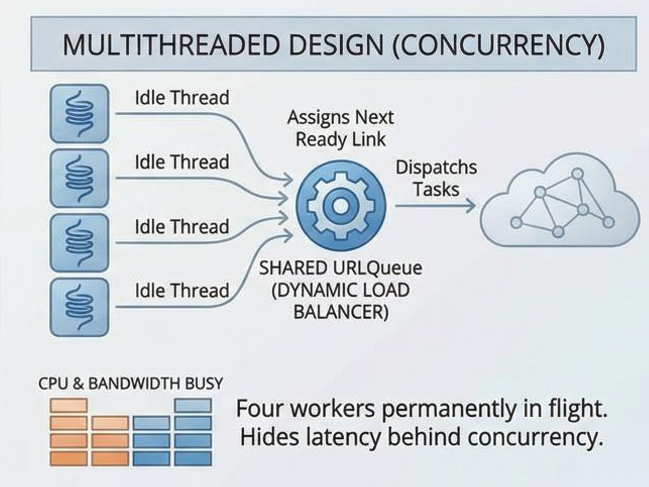 MULTITHREADED DESIGN (CONCURRENCY)
Idle Thread
Idle Thread
Idle Thread
Idle Thread
Assigns Next
Ready Link
Dispatchs
Tasks
SHARED URLQueue
(DYNAMIC LOAD
BALANCER)
CPU & BANDWIDTH BUSY
Four workers permanently in flight.
Hides latency behind concurrency.